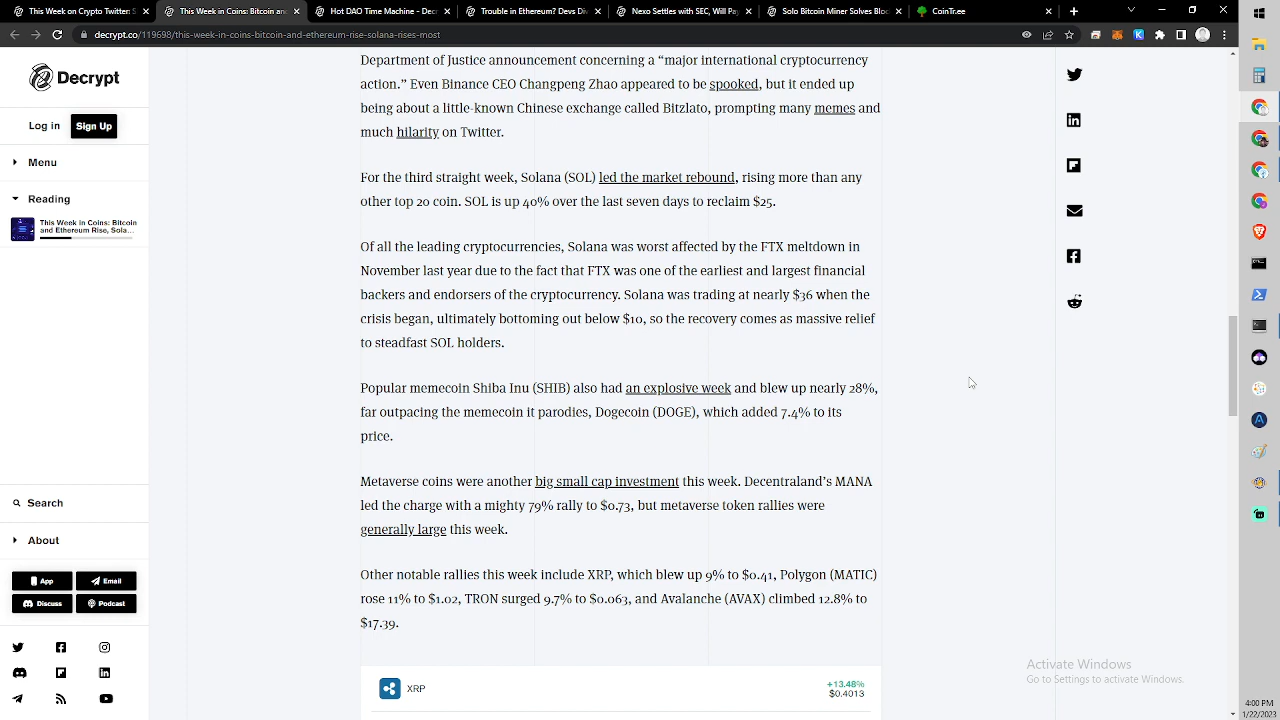 This Week on Crypto Twitter: S
This Week in Coins: Bitcoin and
Hot DAO Time Machine - Decr
Trouble in Ethereum? Devs Div
Nexo Settles with SEC, Will Pay
Solo Bitcoin Miner Solves Bloc
CoinTree
decrypt.co/119698/this-week-in-coins-bitcoin-and-ethereum-rise-solana-rises-most
Decrypt
Log in
Sign Up
Menu
Reading
This Week in Coins: Bitcoin
and Ethereum Rise, Sola...
Search
About
App
Email
Discuss
Podcast
Department of Justice announcement concerning a “major international cryptocurrency
action.” Even Binance CEO Changpeng Zhao appeared to be spooked, but it ended up
being about a little-known Chinese exchange called Bitzlato, prompting many memes and
much hilarity on Twitter.
For the third straight week, Solana (SOL) led the market rebound, rising more than any
other top 20 coin. SOL is up 40% over the last seven days to reclaim $25.
Of all the leading cryptocurrencies, Solana was worst affected by the FTX meltdown in
November last year due to the fact that FTX was one of the earliest and largest financial
backers and endorsers of the cryptocurrency. Solana was trading at nearly $36 when the
crisis began, ultimately bottoming out below $10, so the recovery comes as massive relief
to steadfast SOL holders.
Popular memecoin Shiba Inu (SHIB) also had an explosive week and blew up nearly 28%,
far outpacing the memecoin it parodies, Dogecoin (DOGE), which added 7.4% to its
price.
Metaverse coins were another big small cap investment this week. Decentraland’s MANA
led the charge with a mighty 79% rally to $0.73, but metaverse token rallies were
generally large this week.
Other notable rallies this week include XRP, which blew up 9% to $0.41, Polygon (MATIC)
rose 11% to $1.02, TRON surged 9.7% to $0.063, and Avalanche (AVAX) climbed 12.8% to
$17.39.
XRP
+13.48%
$0.4013
Activate Windows
Go to Settings to activate Windows.
4:00 PM
1/22/2023